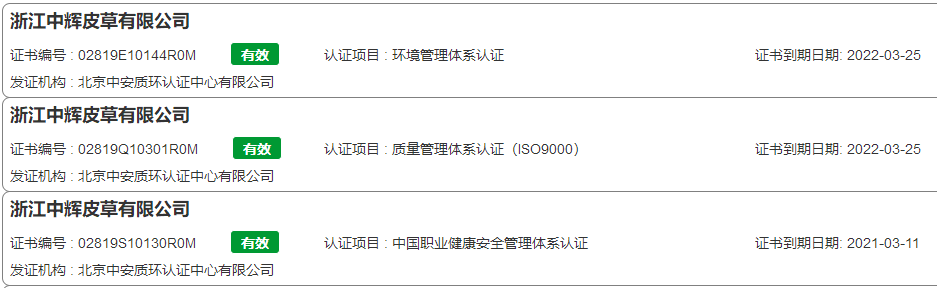 浙江中辉皮草有限公司
证书编号 : 02819E10144R0M 有效 认证项目 : 环境管理体系认证 证书到期日期: 2022-03-25
发证机构 : 北京中安质环认证中心有限公司
浙江中辉皮草有限公司
证书编号 : 02819Q10301R0M 有效 认证项目 : 质量管理体系认证（ISO9000） 证书到期日期: 2022-03-25
发证机构 : 北京中安质环认证中心有限公司
浙江中辉皮草有限公司
证书编号 : 02819S10130R0M 有效 认证项目 : 中国职业健康安全管理体系认证 证书到期日期: 2021-03-11
发证机构 : 北京中安质环认证中心有限公司